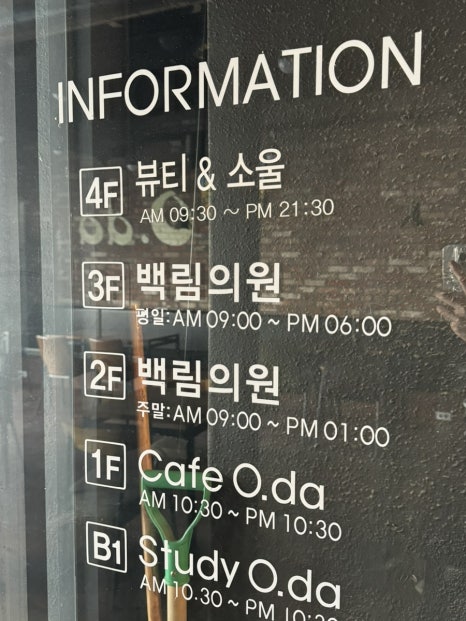 INFORMATION
4F 뷰티 & 소울
AM 09:30 ~ PM 21:30
3F 백림의원
평일:AM 09:00 ~ PM 06:00
2F 백림의원
주말:AM 09:00 ~ PM 01:00
1F Cafe O.da
AM 10:30 ~ PM 10:30
B1 Study O.da
AM 10:30 ~ PM 10:30